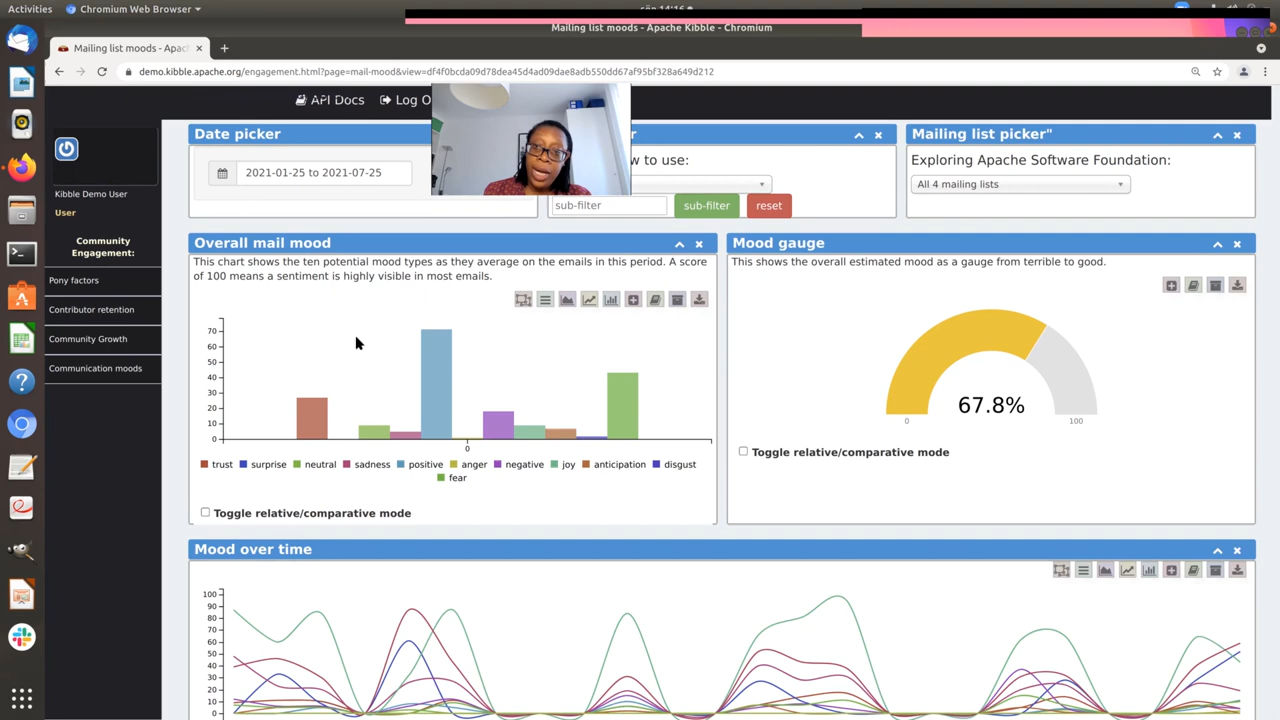 Activities
Chromium Web Browser
sön 14:16
Mailing list moods - Apache Kibble - Chromium
Mailing list moods - Apac
demo.kibble.apache.org/engagement.html?page=mail-mood&view=df4f0bcda09d78dea45d4ad09dae8adb550dd67af95bf328a649d212
API Docs
Log O
Kibble Demo User
User
Community Engagement:
Pony factors
Contributor retention
Community Growth
Communication moods
Date picker
2021-01-25 to 2021-07-25
r
w to use:
sub-filter
sub-filter
reset
Mailing list picker"
Exploring Apache Software Foundation:
All 4 mailing lists
Overall mail mood
This chart shows the ten potential mood types as they average on the emails in this period. A score
of 100 means a sentiment is highly visible in most emails.
70
60
50
40
30
20
10
0
0
trust surprise neutral sadness positive anger negative joy anticipation disgust
fear
Toggle relative/comparative mode
Mood gauge
This shows the overall estimated mood as a gauge from terrible to good.
67.8%
0
100
Toggle relative/comparative mode
Mood over time
100
90
80
70
60
50
40
30
20
10
0